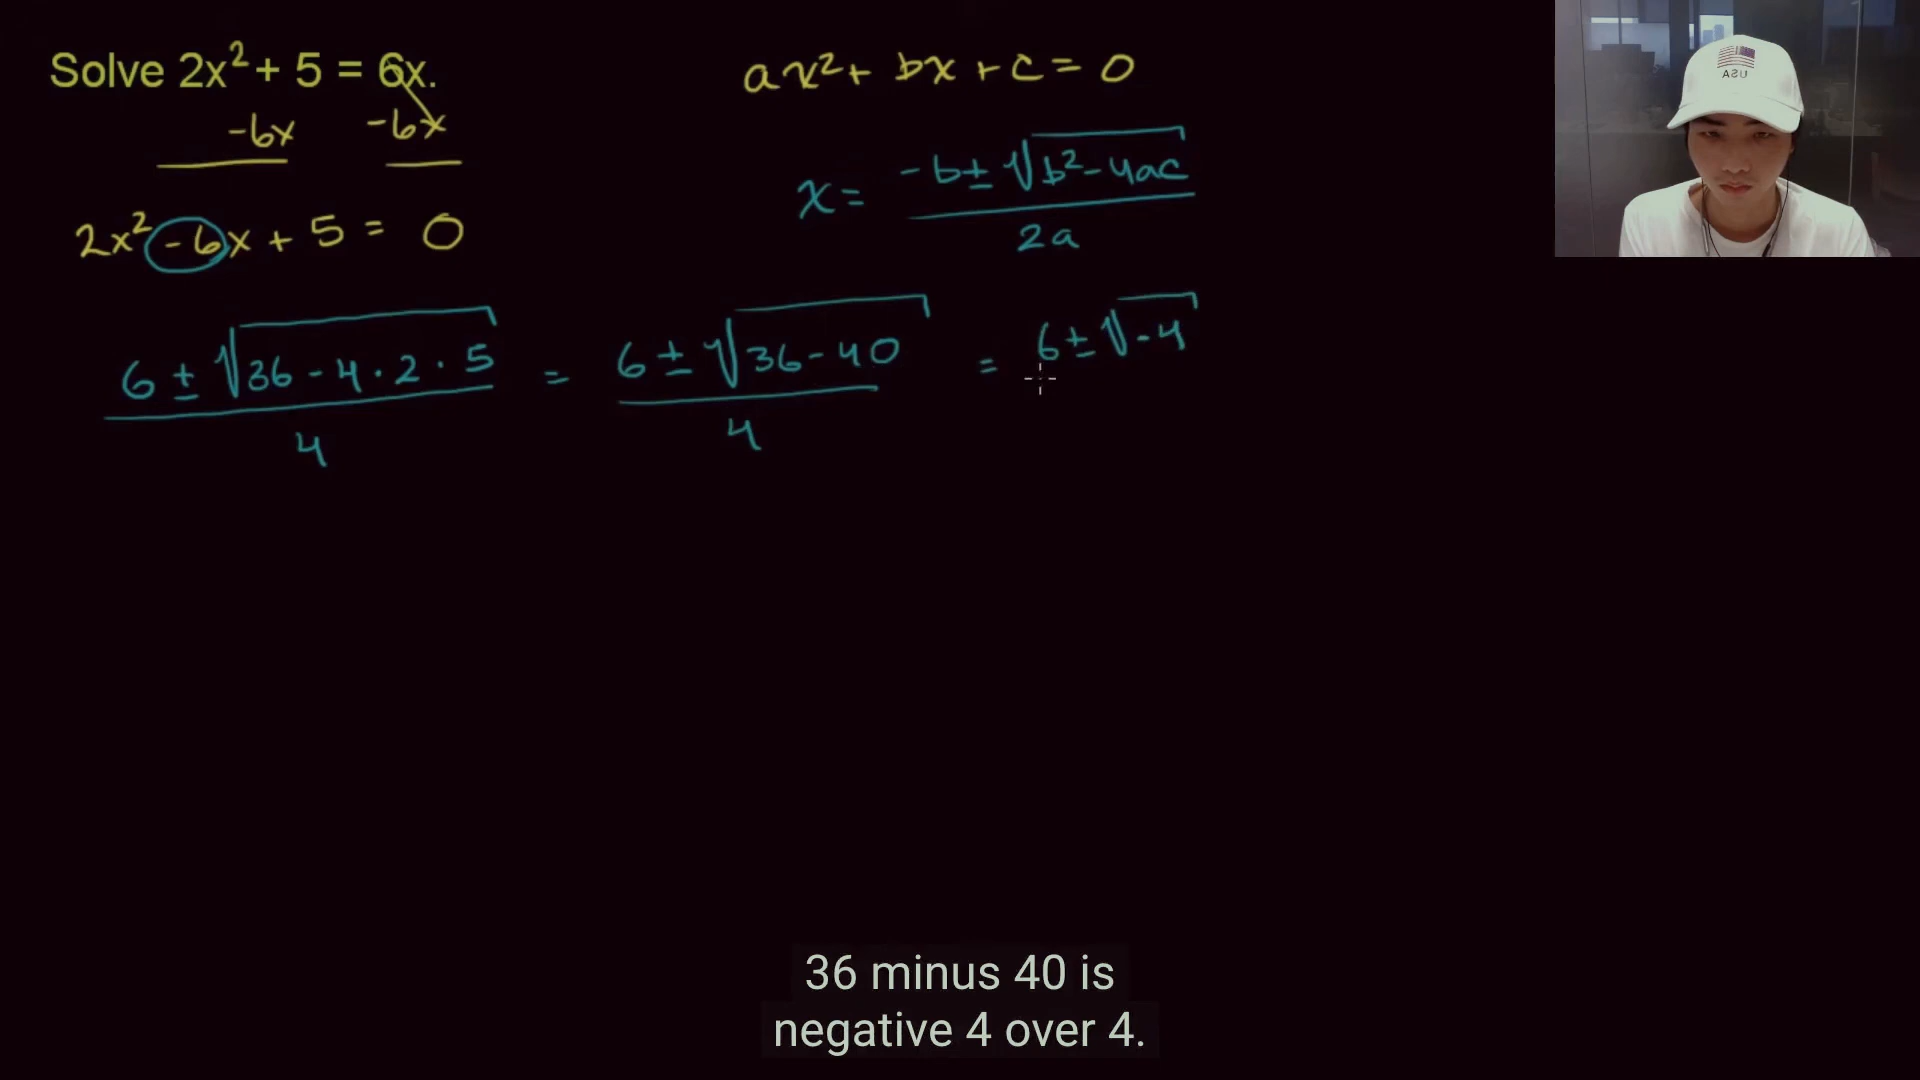 Solve 2x² + 5 = 6x.
-6x -6x
2x² - 6x + 5 = 0
ax² + bx + c = 0
x = -b ± √b² - 4ac
2a
6 ± √36 - 4 · 2 · 5 = 6 ± √36 - 40 = 6 ± √-4
4 4
USA
36 minus 40 is
negative 4 over 4.